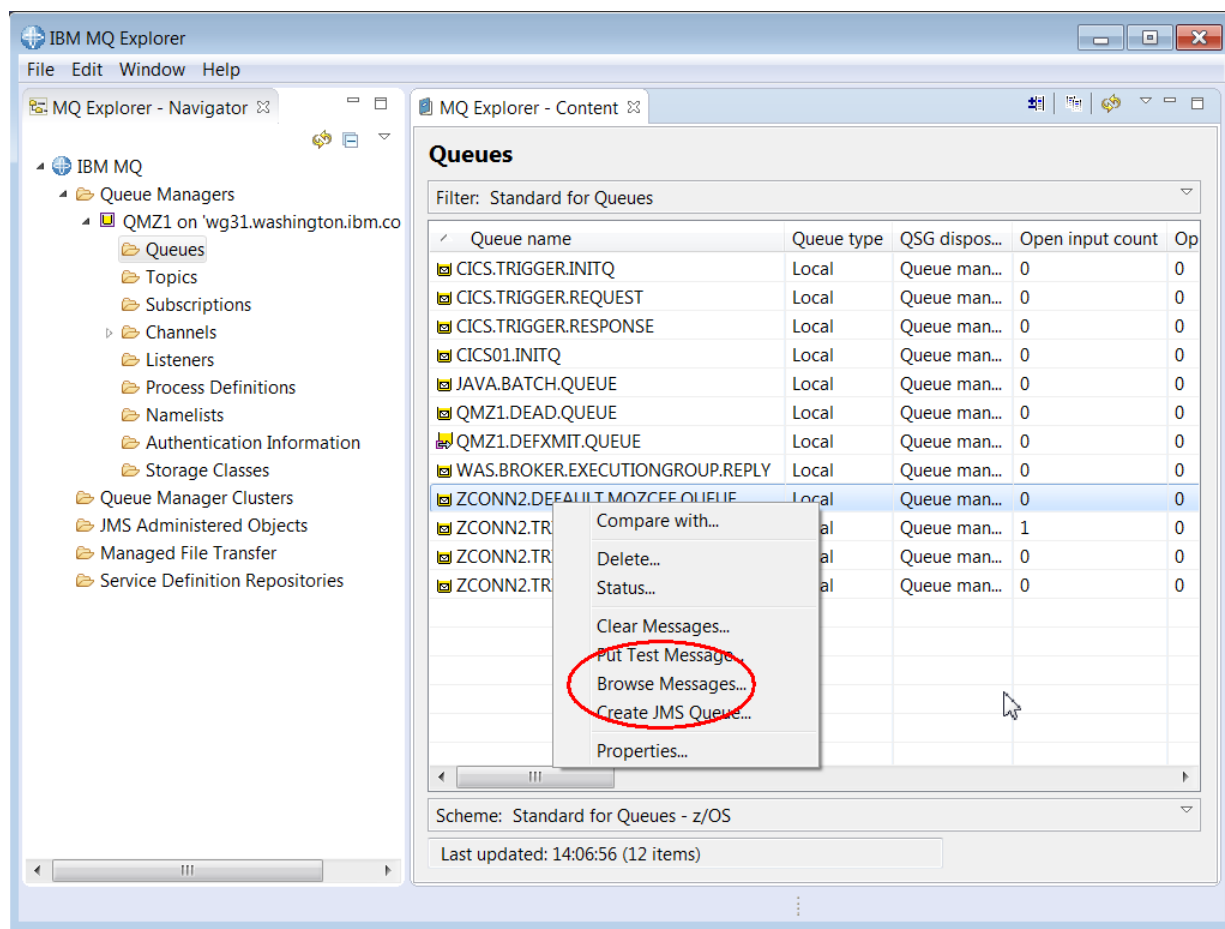 IBM MQ Explorer
File Edit Window Help
MQ Explorer - Navigator
IBM MQ
Queue Managers
QMZ1 on 'wg31.washington.ibm.co
Queues
Topics
Subscriptions
Channels
Listeners
Process Definitions
Namelists
Authentication Information
Storage Classes
Queue Manager Clusters
JMS Administered Objects
Managed File Transfer
Service Definition Repositories
MQ Explorer - Content
Queues
Filter: Standard for Queues
Queue name Queue type QSG dispos... Open input count Op
CICS.TRIGGER.INITQ Local Queue man... 0 0
CICS.TRIGGER.REQUEST Local Queue man... 0 0
CICS.TRIGGER.RESPONSE Local Queue man... 0 0
CICS01.INITQ Local Queue man... 0 0
JAVA.BATCH.QUEUE Local Queue man... 0 0
QMZ1.DEAD.QUEUE Local Queue man... 0 0
QMZ1.DEFXMIT.QUEUE Local Queue man... 0 0
WAS.BROKER.EXECUTIONGROUP.REPLY Local Queue man... 0 0
ZCONN2.DEFAULT.MQZCEE.QUEUE Local Queue man... 0 0
ZCONN2.TR al Queue man... 1 0
ZCONN2.TR al Queue man... 0 0
ZCONN2.TR al Queue man... 0 0
Compare with...
Delete...
Status...
Clear Messages...
Put Test Message...
Browse Messages...
Create JMS Queue...
Properties...
Scheme: Standard for Queues - z/OS
Last updated: 14:06:56 (12 items)